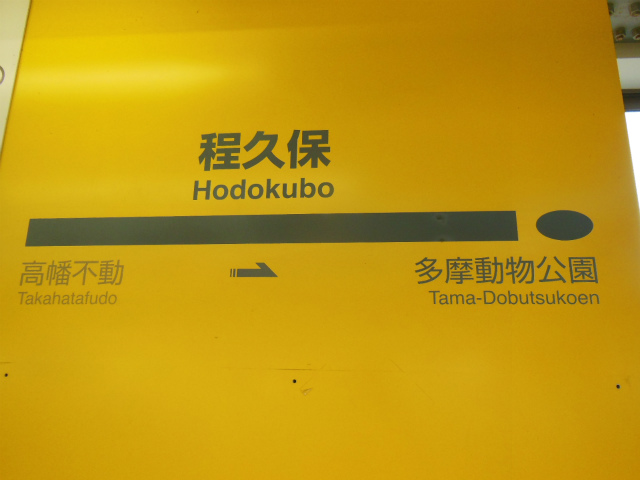 程久保
Hodokubo
高幡不動
Takahatafudo
多摩動物公園
Tama-Dobutsukoen